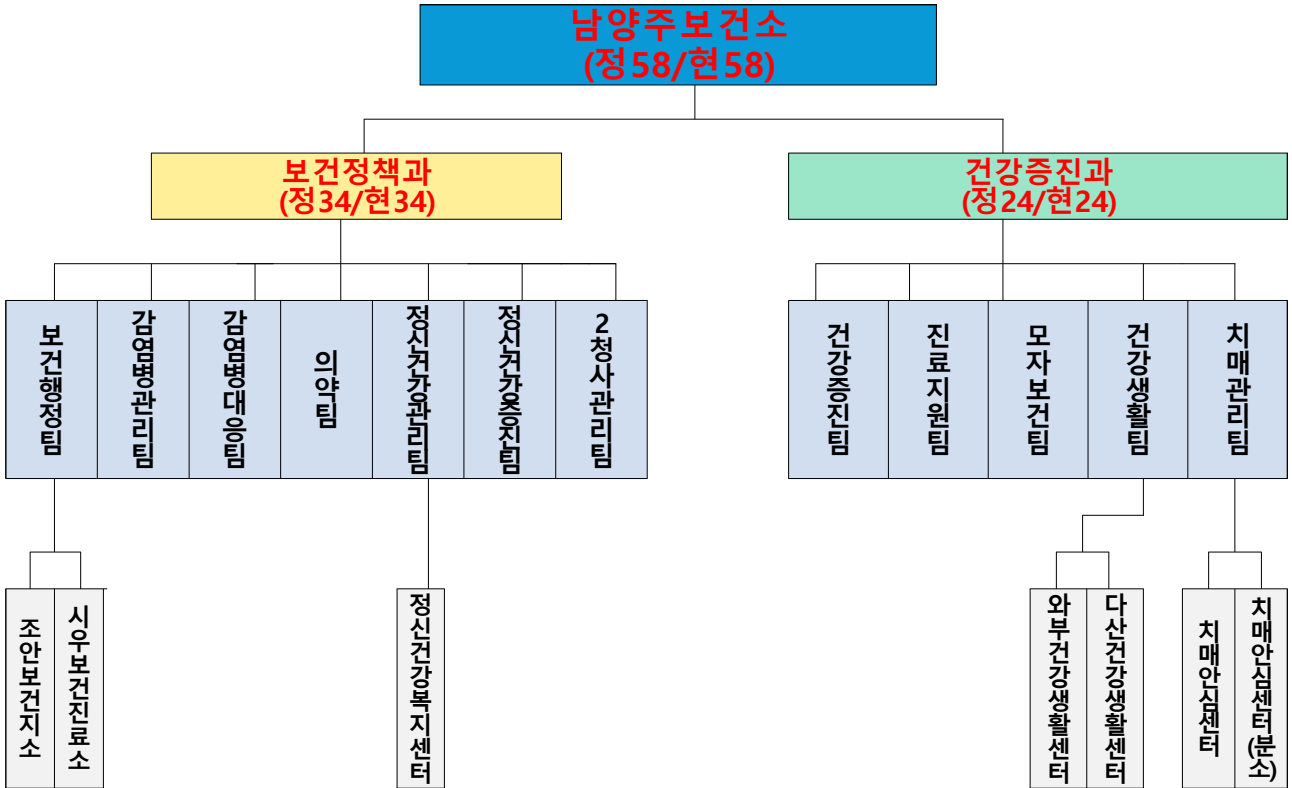 남양주보건소
(정58/현58)
보건정책과
(정34/현34)
건강증진과
(정24/현24)
보건행정팀
감염병관리팀
감염병대응팀
의약팀
정신건강관리팀
정신건강증진팀
2청사관리팀
건강증진팀
진료지원팀
모자보건팀
건강생활팀
치매관리팀
조안보건지소
시우보건진료소
정신건강복지센터
와부건강생활센터
다산건강생활센터
치매안심센터
치매안심센터(분소)